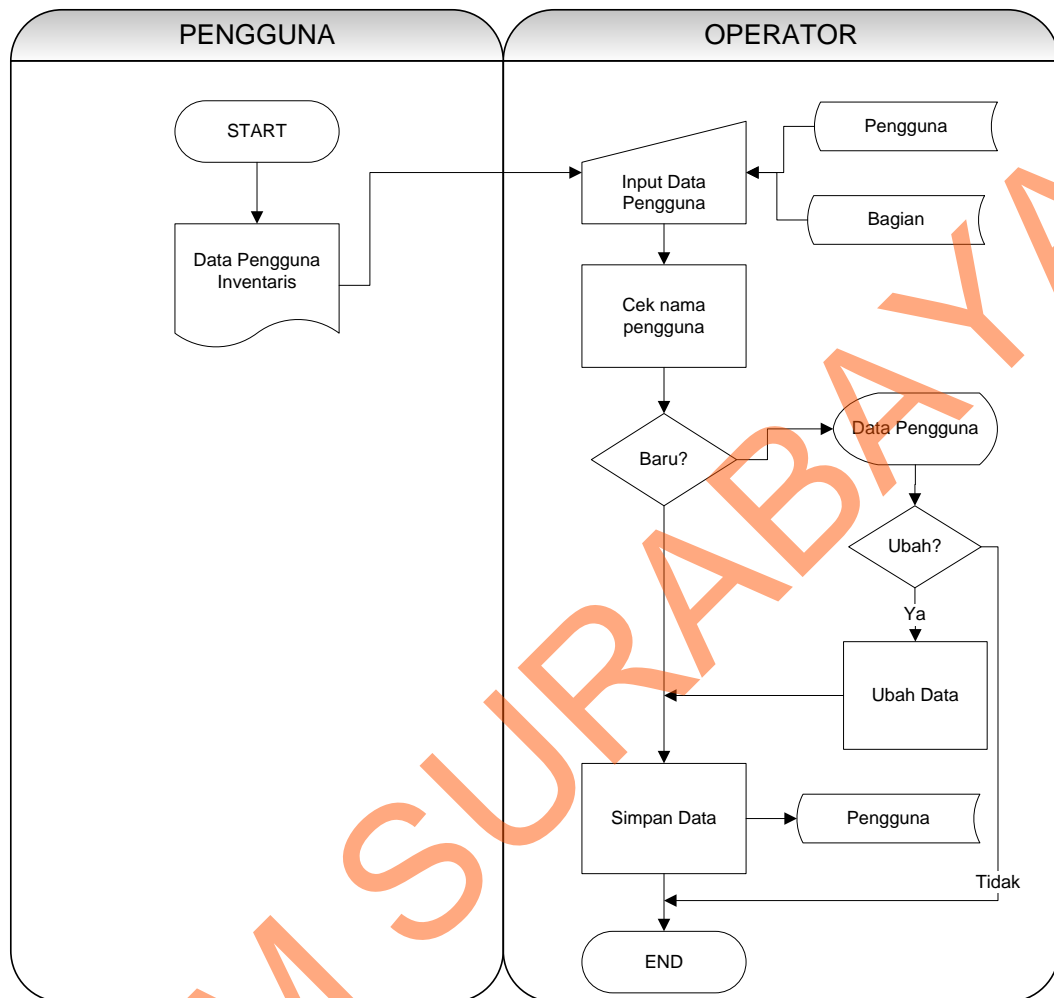 PENGGUNA
OPERATOR
START
Data Pengguna
Inventaris
Input Data
Pengguna
Pengguna
Bagian
Cek nama
pengguna
Baru?
Data Pengguna
Ubah?
Ya
Ubah Data
Simpan Data
Pengguna
Tidak
END
M SURABAYA